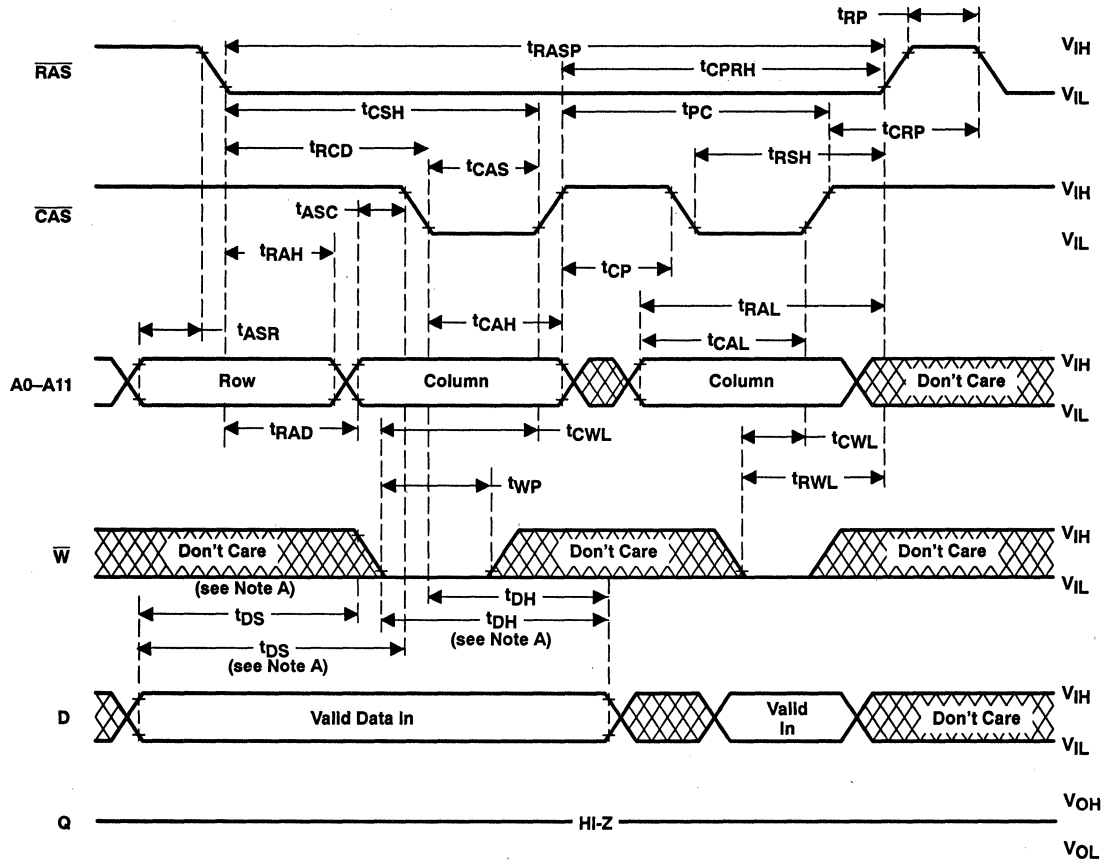 tRP
tRASP
VIH
RAS
tCPRH
VIL
tCSH
tPC
tCRP
tRCD
tRSH
tCAS
VIH
CAS
tASC
VIL
tRAH
tCP
tRAL
tASR
tCAH
tCAL
VIH
A0–A11
Row
Column
Column
Don't Care
VIL
tRAD
tCWL
tCWL
tWP
tRWL
VIH
W
Don't Care
Don't Care
Don't Care
(see Note A)
VIL
tDH
tDS
tDH
(see Note A)
tDS
(see Note A)
VIH
D
Valid Data In
Valid
In
Don't Care
VIL
VOH
Q
HI-Z
VOL